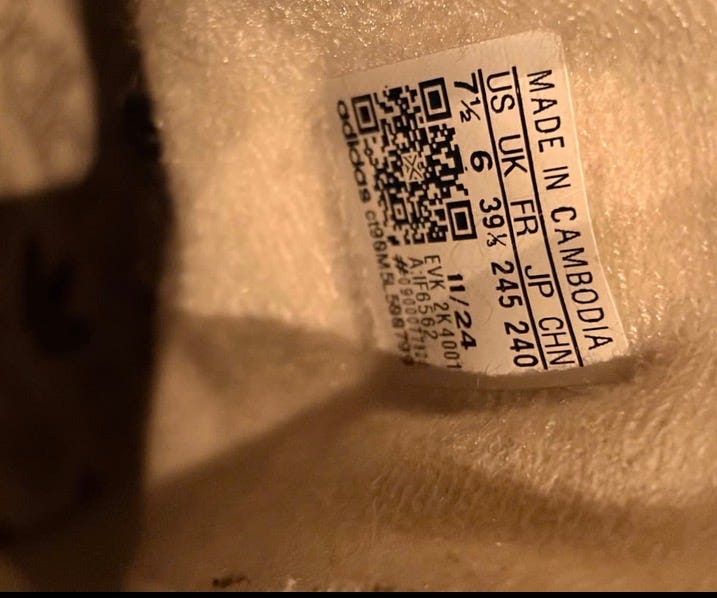 MADE IN CAMBODIA
US UK FR JP CHN
7½ 6 39⅓ 245 240
11/24
EVK 2K4001
A:IF6562
adidas